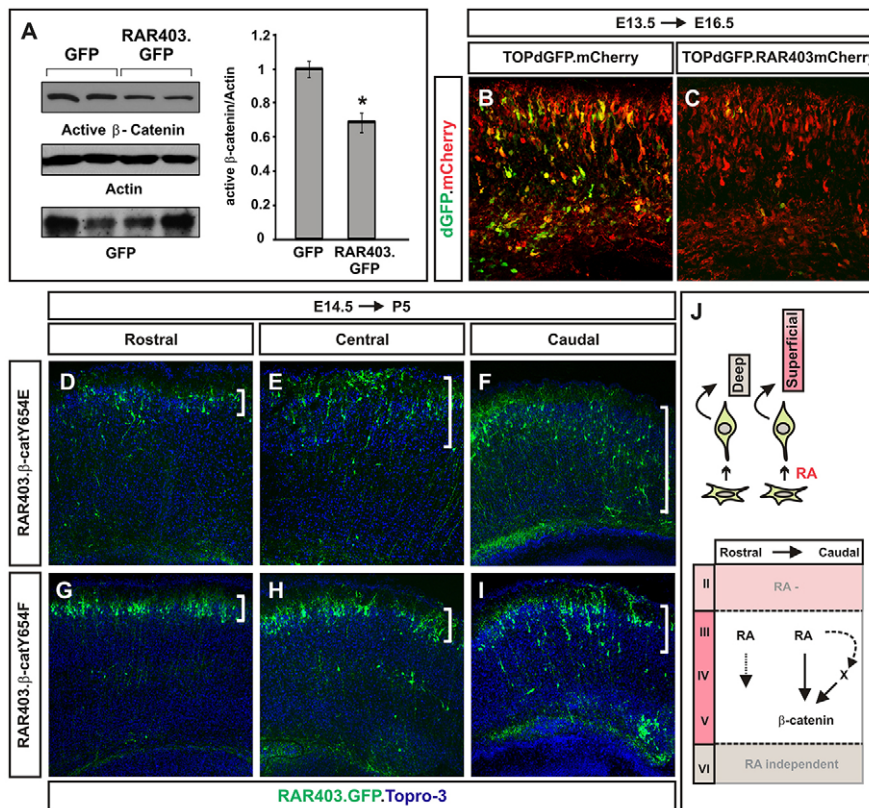 A
GFP
RAR403.
GFP
Active β- Catenin
Actin
GFP
active β-catenin/Actin
1.2
1
0.8
0.6
0.4
0.2
0
*
GFP
RAR403.
GFP
E13.5 → E16.5
TOPdGFP.mCherry
TOPdGFP.RAR403mCherry
dGFP.mCherry
B
C
E14.5 → P5
Rostral
Central
Caudal
RAR403.β-catY654E
D
E
F
RAR403.β-catY654F
G
H
I
RAR403.GFP.Topro-3
J
Deep
Superficial
RA
Rostral → Caudal
II
RA -
III
RA
RA
IV
X
V
β-catenin
VI
RA independent